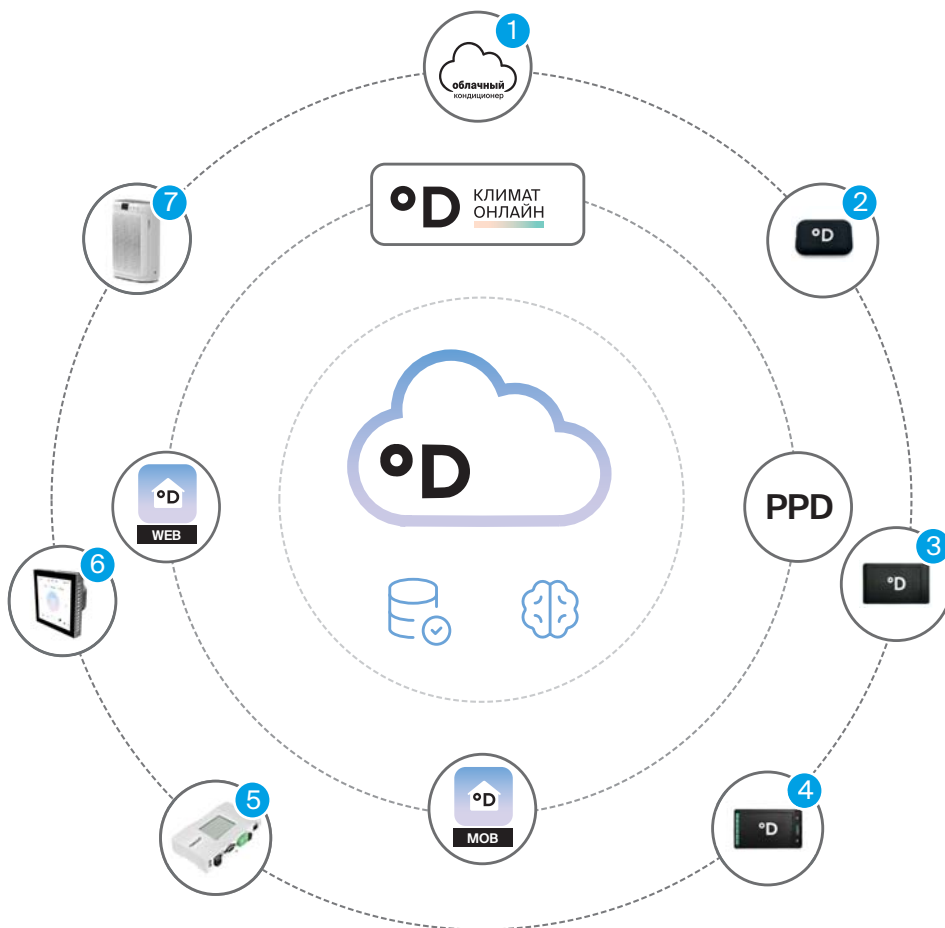 1
облачный
кондиционер
7
°D
КЛИМАТ
ОНЛАЙН
2
°D
°D
°D
WEB
PPD
3
°D
6
5
°D
MOB
4
°D